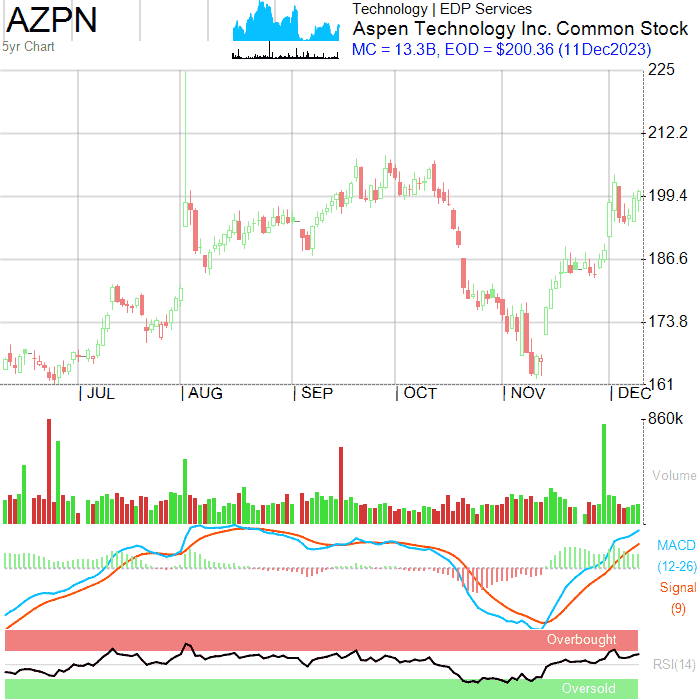 AZPN
5yr Chart
Technology | EDP Services
Aspen Technology Inc. Common Stock
MC = 13.3B, EOD = $200.36 (11Dec2023)
225
212.2
199.4
186.6
173.8
161
| JUL | AUG | SEP | OCT | NOV | DEC
860k
Volume
MACD
(12-26)
Signal
(9)
Overbought
RSI(14)
Oversold